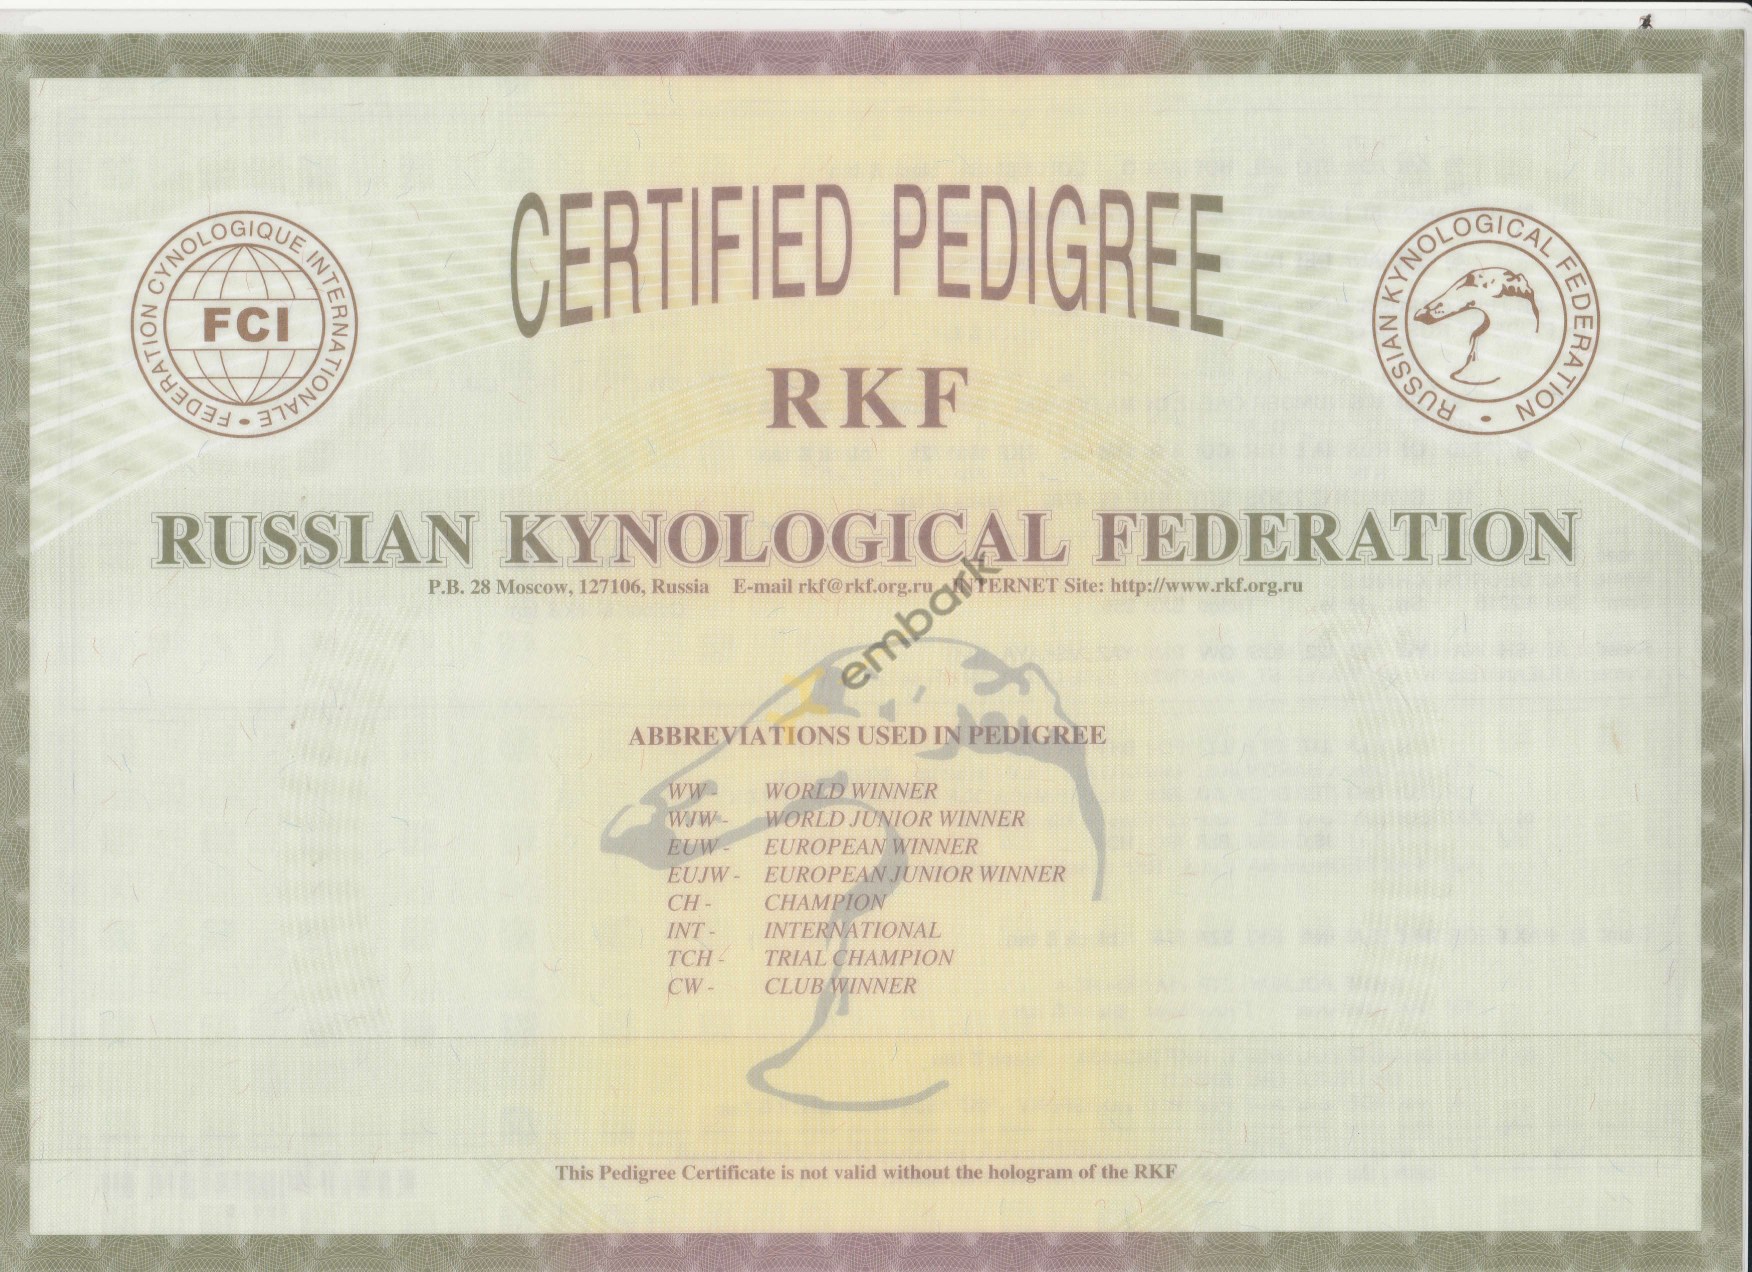 CERTIFIED PEDIGREE
FEDERATION CYNOLOGIQUE INTERNATIONALE
FCI
RUSSIAN KYNOLOGICAL FEDERATION
RKF
RUSSIAN KYNOLOGICAL FEDERATION
P.B. 28 Moscow, 127106, Russia E-mail rkf@rkf.org.ru INTERNET Site: http://www.rkf.org.ru
embark
ABBREVIATIONS USED IN PEDIGREE
WW - WORLD WINNER
WJW - WORLD JUNIOR WINNER
EUW - EUROPEAN WINNER
EUJW - EUROPEAN JUNIOR WINNER
CH - CHAMPION
INT - INTERNATIONAL
TCH - TRIAL CHAMPION
CW - CLUB WINNER
This Pedigree Certificate is not valid without the hologram of the RKF